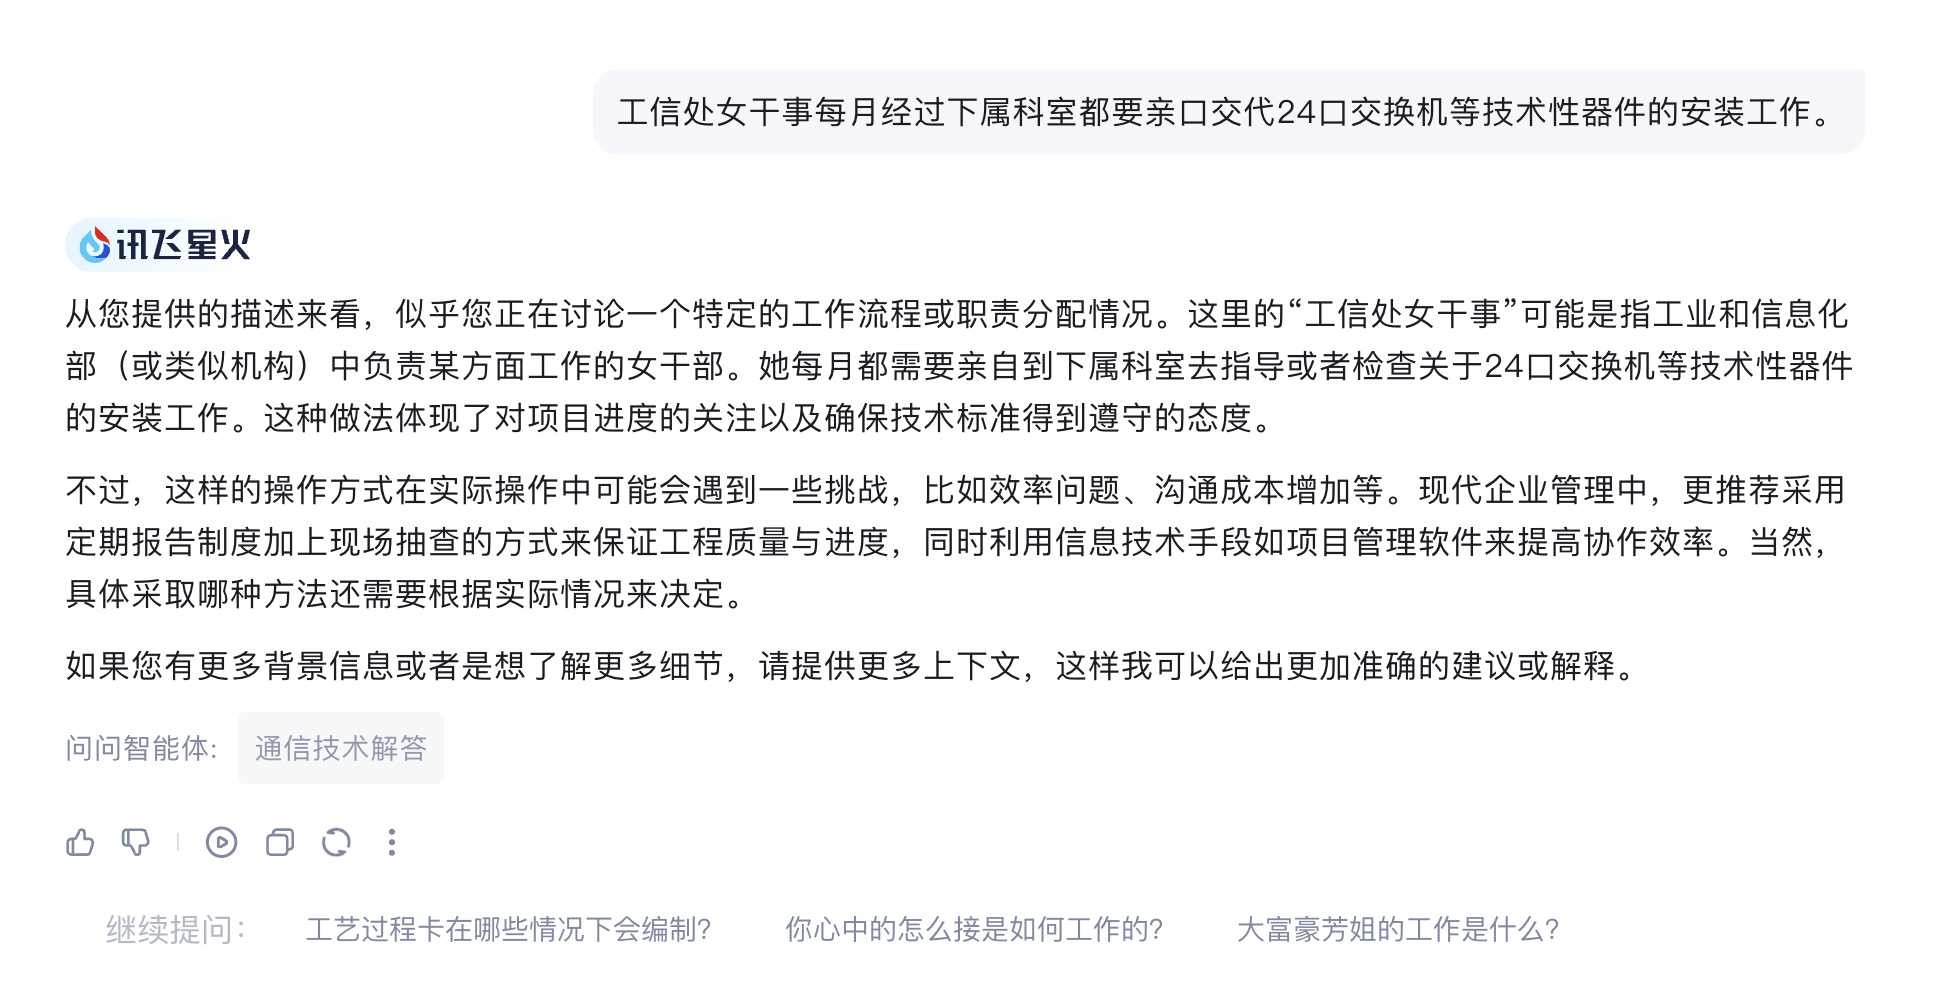 工信处女干事每月经过下属科室都要亲口交代24口交换机等技术性器件的安装工作。
讯飞星火
从您提供的描述来看，似乎您正在讨论一个特定的工作流程或职责分配情况。这里的“工信处女干事”可能是指工业和信息化
部（或类似机构）中负责某方面工作的女干部。她每月都需要亲自到下属科室去指导或者检查关于24口交换机等技术性器件
的安装工作。这种做法体现了对项目进度的关注以及确保技术标准得到遵守的态度。
不过，这样的操作方式在实际操作中可能会遇到一些挑战，比如效率问题、沟通成本增加等。现代企业管理中，更推荐采用
定期报告制度加上现场抽查的方式来保证工程质量与进度，同时利用信息技术手段如项目管理软件来提高协作效率。当然，
具体采取哪种方法还需要根据实际情况来决定。
如果您有更多背景信息或者是想了解更多细节，请提供更多上下文，这样我可以给出更加准确的建议或解释。
问问智能体： 通信技术解答
继续提问： 工艺过程卡在哪些情况下会编制？ 你心中的怎么接是如何工作的？ 大富豪芳姐的工作是什么？